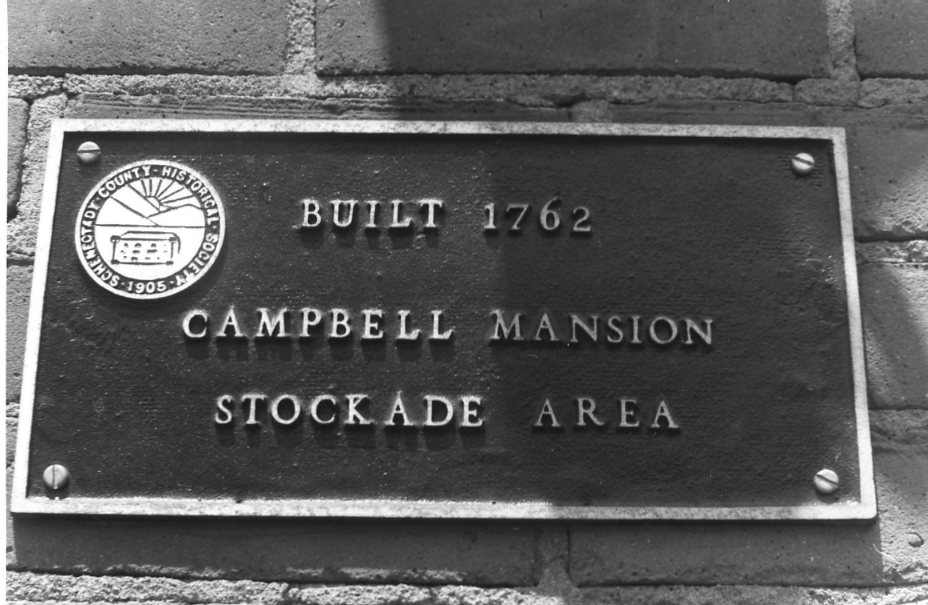 SCHENECTADY · COUNTY · HISTORICAL · SOCIETY · 1905 ·
BUILT 1762
CAMPBELL MANSION
STOCKADE AREA